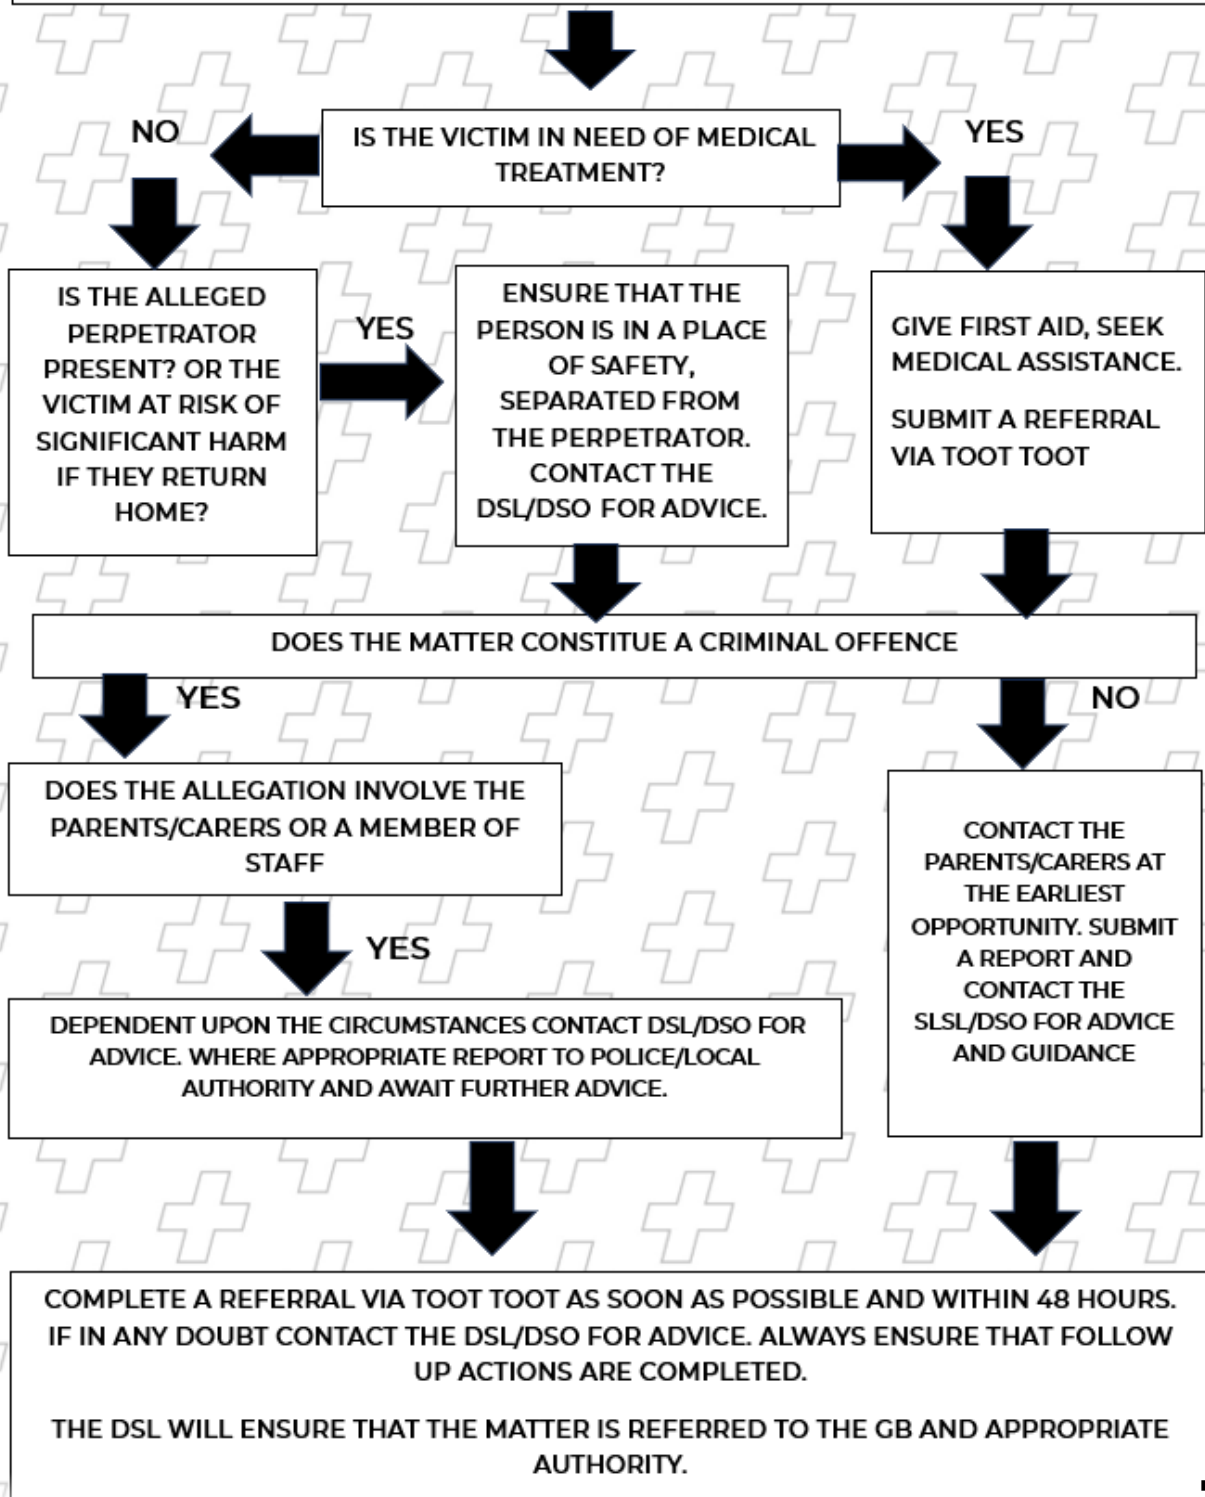 NO
IS THE VICTIM IN NEED OF MEDICAL
TREATMENT?
YES
IS THE ALLEGED
PERPETRATOR
PRESENT? OR THE
VICTIM AT RISK OF
SIGNIFICANT HARM
IF THEY RETURN
HOME?
YES
ENSURE THAT THE
PERSON IS IN A PLACE
OF SAFETY,
SEPARATED FROM
THE PERPETRATOR.
CONTACT THE
DSL/DSO FOR ADVICE.
GIVE FIRST AID, SEEK
MEDICAL ASSISTANCE.
SUBMIT A REFERRAL
VIA TOOT TOOT
DOES THE MATTER CONSTITUE A CRIMINAL OFFENCE
YES
NO
DOES THE ALLEGATION INVOLVE THE
PARENTS/CARERS OR A MEMBER OF
STAFF
YES
DEPENDENT UPON THE CIRCUMSTANCES CONTACT DSL/DSO FOR
ADVICE. WHERE APPROPRIATE REPORT TO POLICE/LOCAL
AUTHORITY AND AWAIT FURTHER ADVICE.
CONTACT THE
PARENTS/CARERS AT
THE EARLIEST
OPPORTUNITY. SUBMIT
A REPORT AND
CONTACT THE
SLSL/DSO FOR ADVICE
AND GUIDANCE
COMPLETE A REFERRAL VIA TOOT TOOT AS SOON AS POSSIBLE AND WITHIN 48 HOURS.
IF IN ANY DOUBT CONTACT THE DSL/DSO FOR ADVICE. ALWAYS ENSURE THAT FOLLOW
UP ACTIONS ARE COMPLETED.
THE DSL WILL ENSURE THAT THE MATTER IS REFERRED TO THE GB AND APPROPRIATE
AUTHORITY.